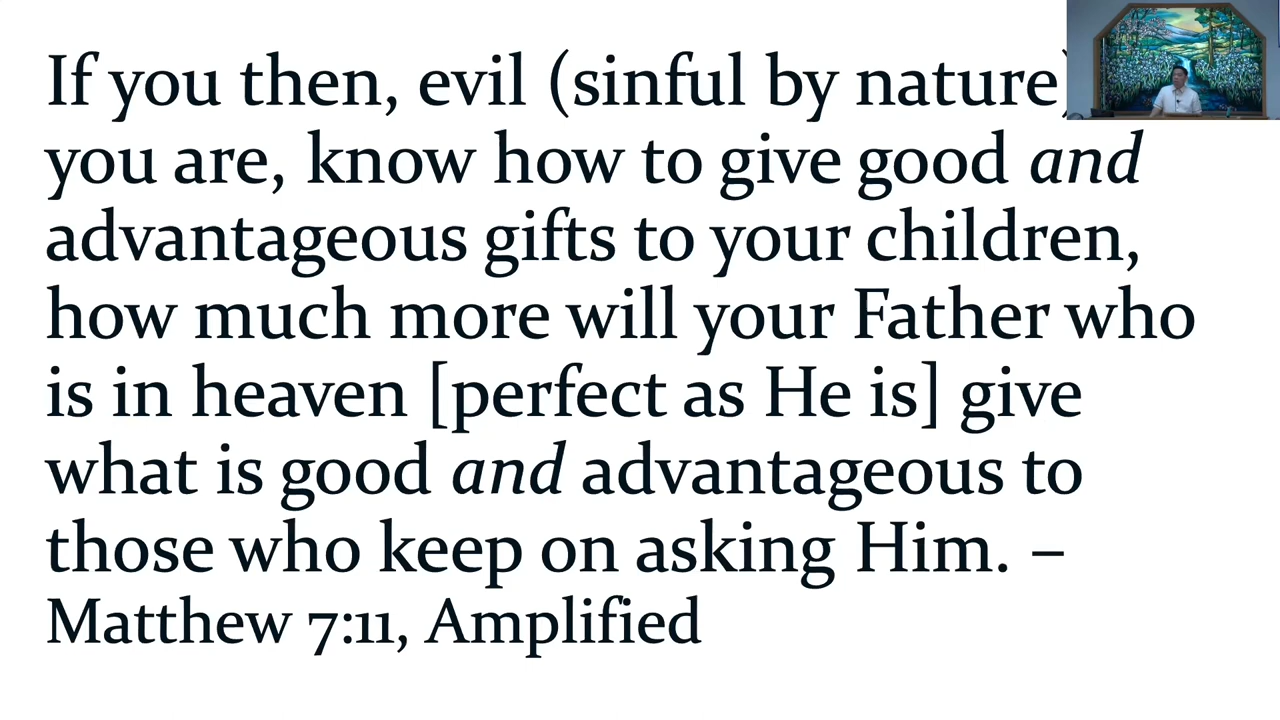 If you then, evil (sinful by nature)
you are, know how to give good and
advantageous gifts to your children,
how much more will your Father who
is in heaven [perfect as He is] give
what is good and advantageous to
those who keep on asking Him. –
Matthew 7:11, Amplified